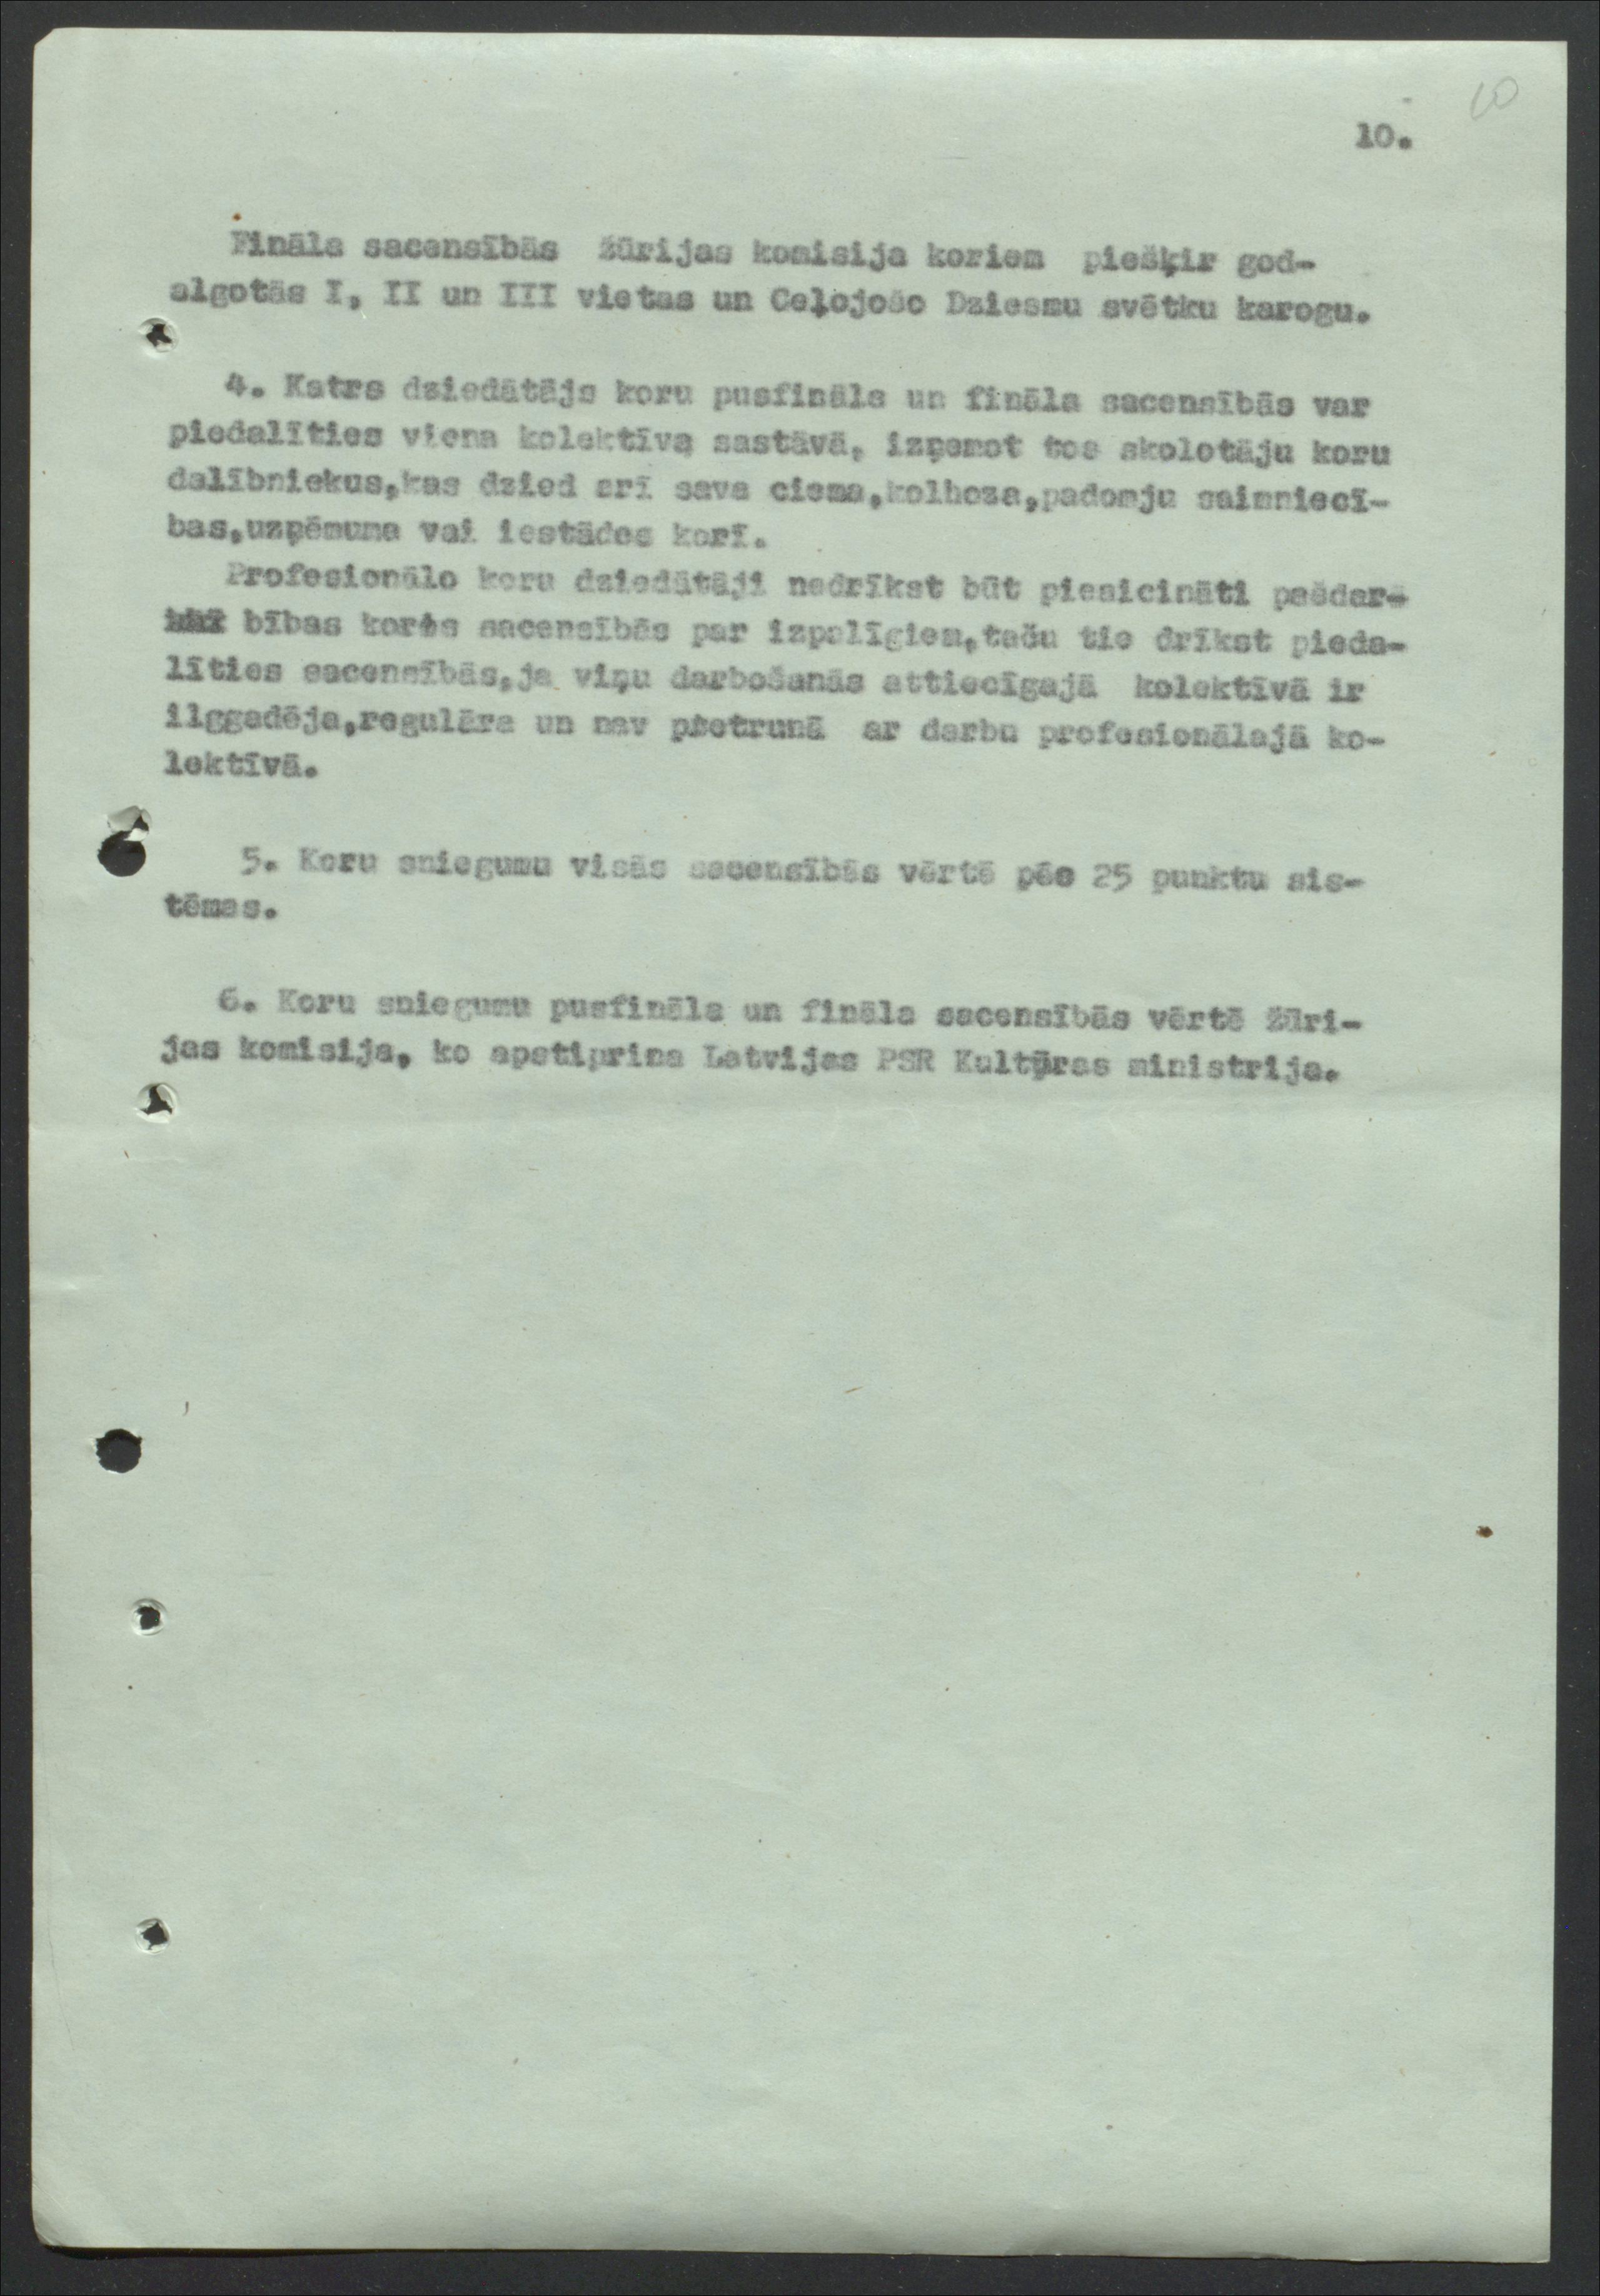 10
10.
Fināla sacensībās žūrijas komisija koriem piešķir god-
algotās I, II un III vietas un Ceļojošo Dziesmu svētku karogu.
4. Katrs dziedātājs koru pusfināla un fināla sacensībās var
piedalīties viena kolektīva sastāvā, izņemot tos skolotāju koru
dalībniekus,kas dzied arī sava ciema,kolhoza,padomju saimniecī-
bas,uzņēmuma vai iestādes korī.
Profesionālo koru dziedātāji nedrīkst būt pieaicināti pašdar-
bības koros sacensībās par izpalīgiem,taču tie drīkst pieda-
līties sacensībās,ja viņu darbošanās attiecīgajā kolektīvā ir
ilggadēja,regulāra un nav pretrunā ar darbu profesionālajā ko-
lektīvā.
5. Koru sniegumu visās sacensībās vērtē pēc 25 punktu sis-
tēmas.
6. Koru sniegumu pusfināla un fināla sacensībās vērtē žūri-
jas komisija, ko apstiprina Latvijas PSR Kultūras ministrija.